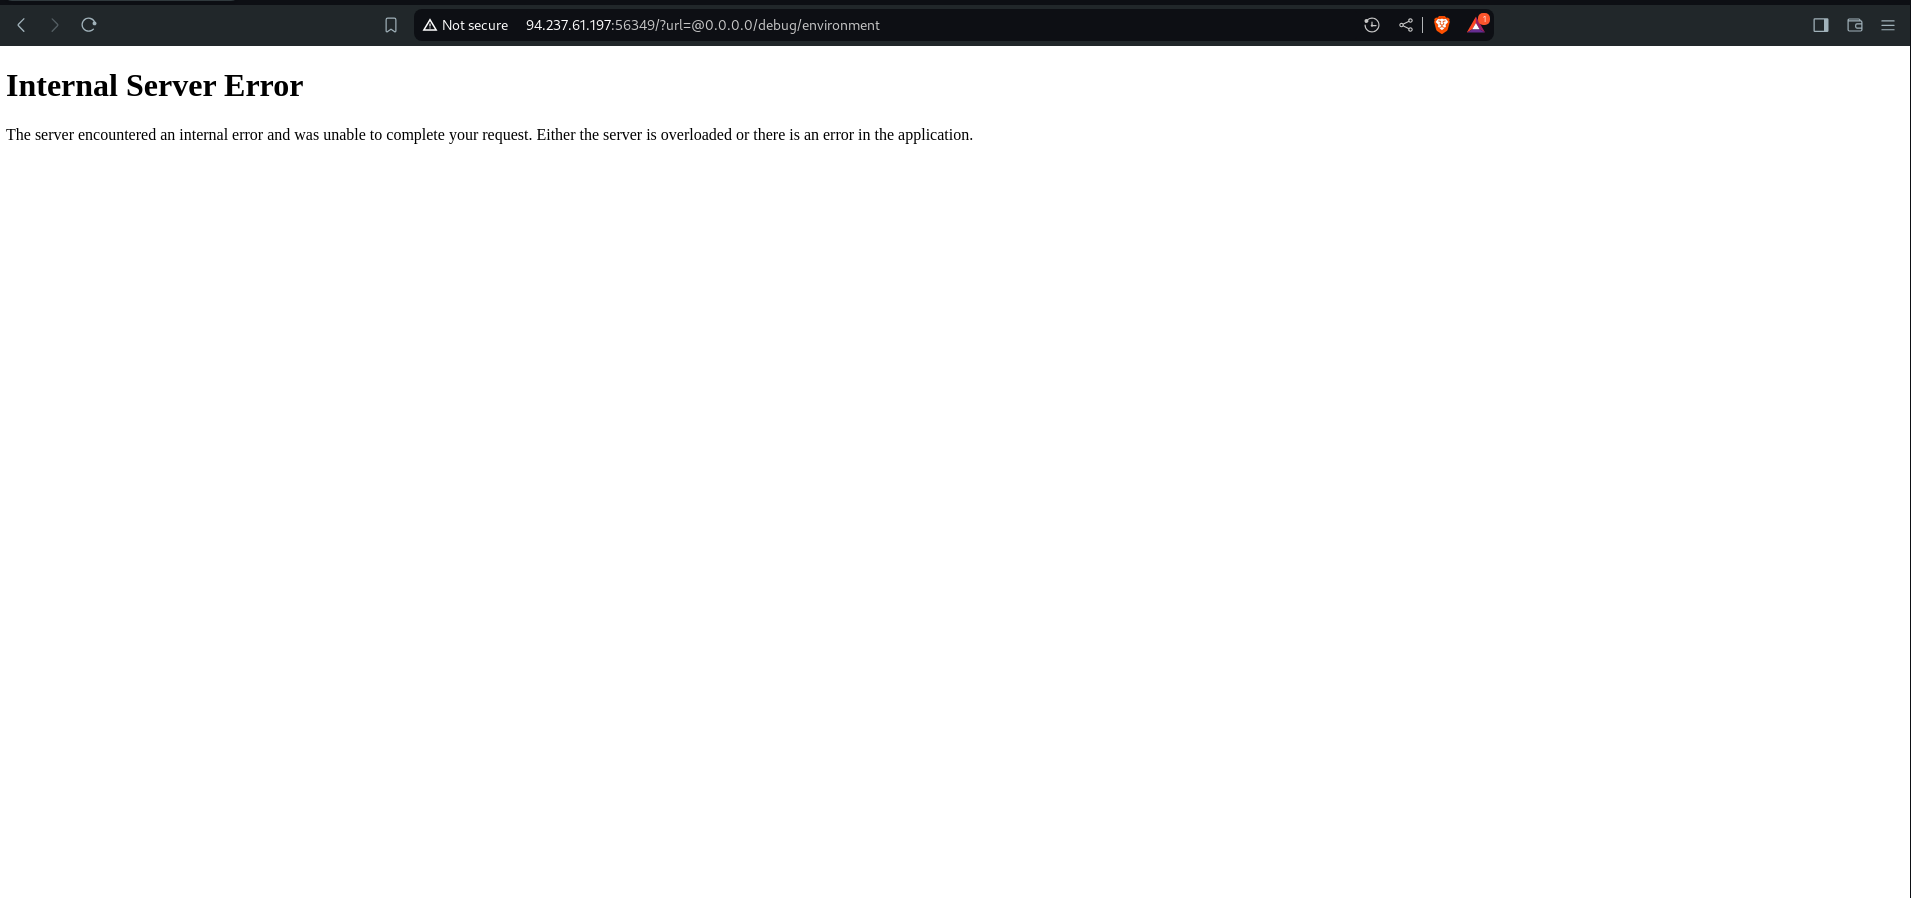 Not secure 94.237.61.197:56349/?url=@0.0.0.0/debug/environment 1
Internal Server Error
The server encountered an internal error and was unable to complete your request. Either the server is overloaded or there is an error in the application.